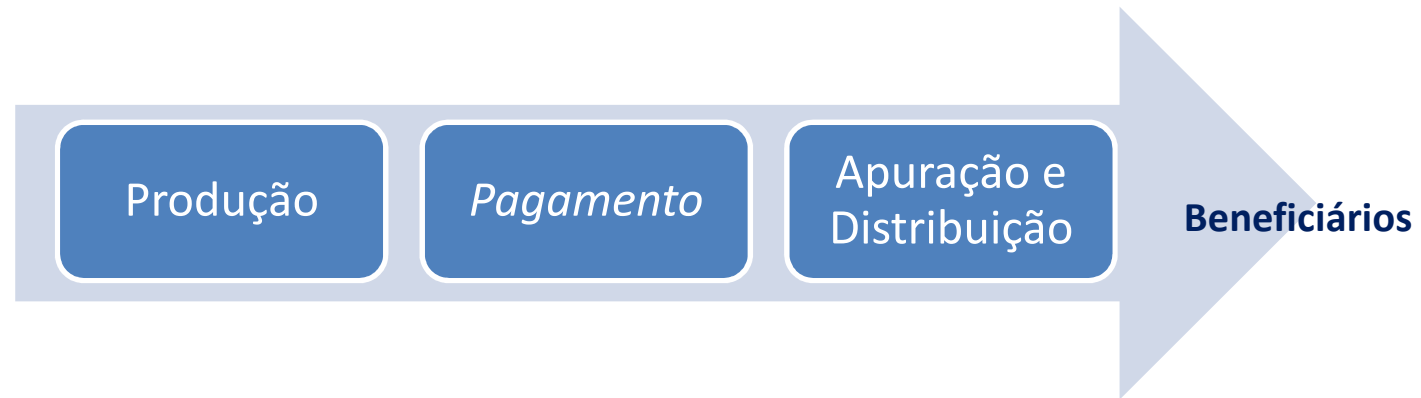 Produção
Pagamento
Apuração e
Distribuição
Beneficiários